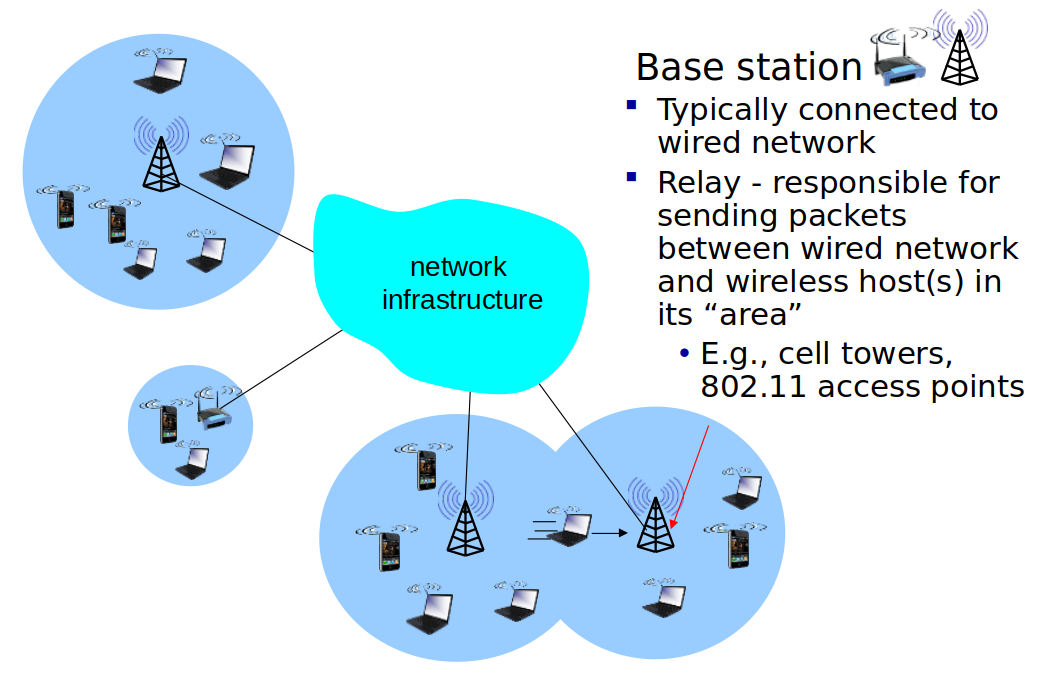 Base station
Typically connected to
wired network
Relay - responsible for
sending packets
between wired network
and wireless host(s) in
its “area”
E.g., cell towers,
802.11 access points
network
infrastructure